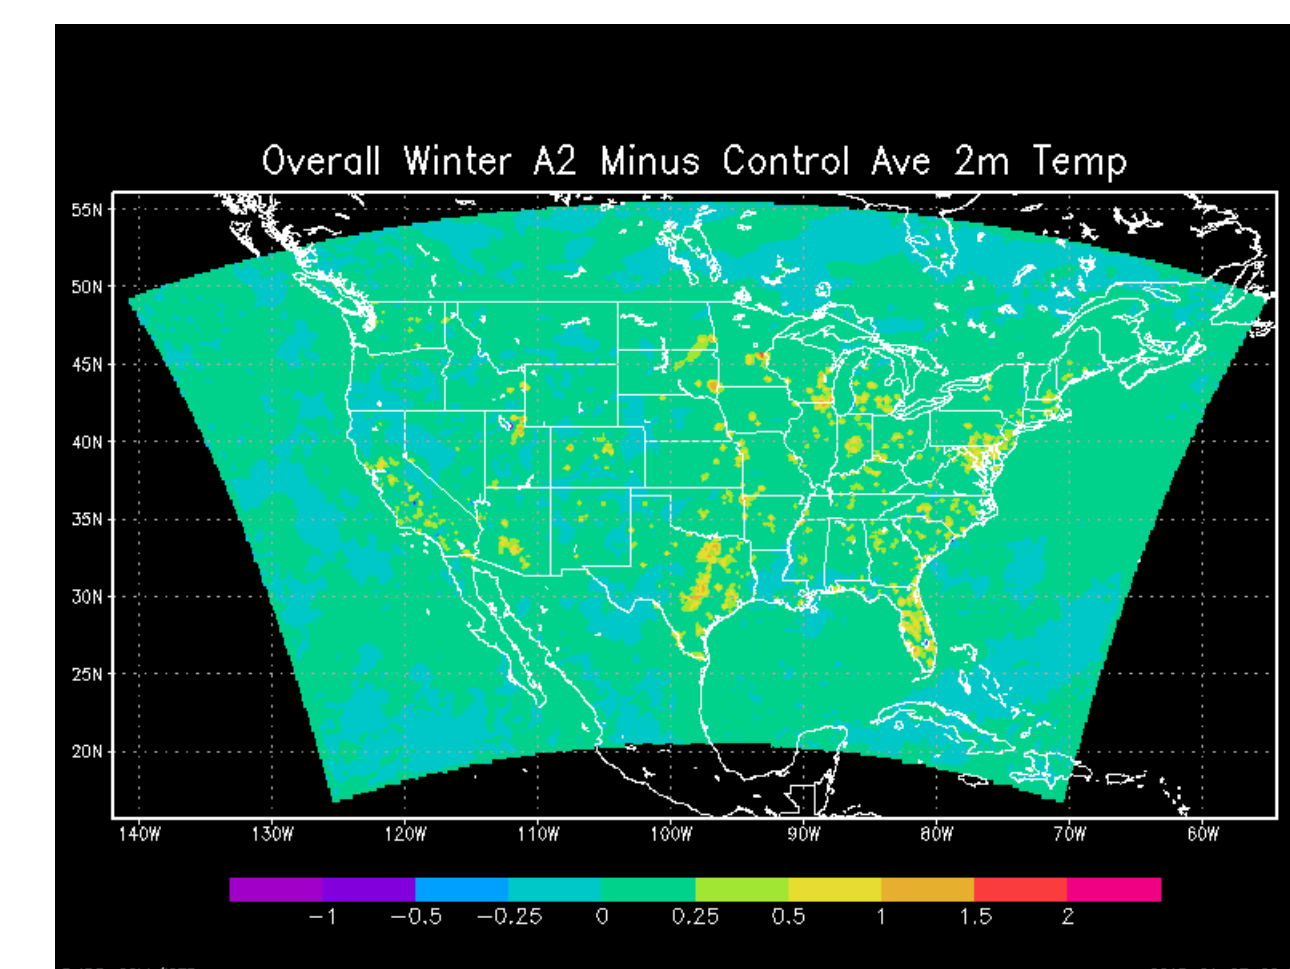 Overall Winter A2 Minus Control Ave 2m Temp
55N
50N
45N
40N
35N
30N
25N
20N
140W 130W 120W 110W 100W 90W 80W 70W 60W
−1 −0.5 −0.25 0 0.25 0.5 1 1.5 2